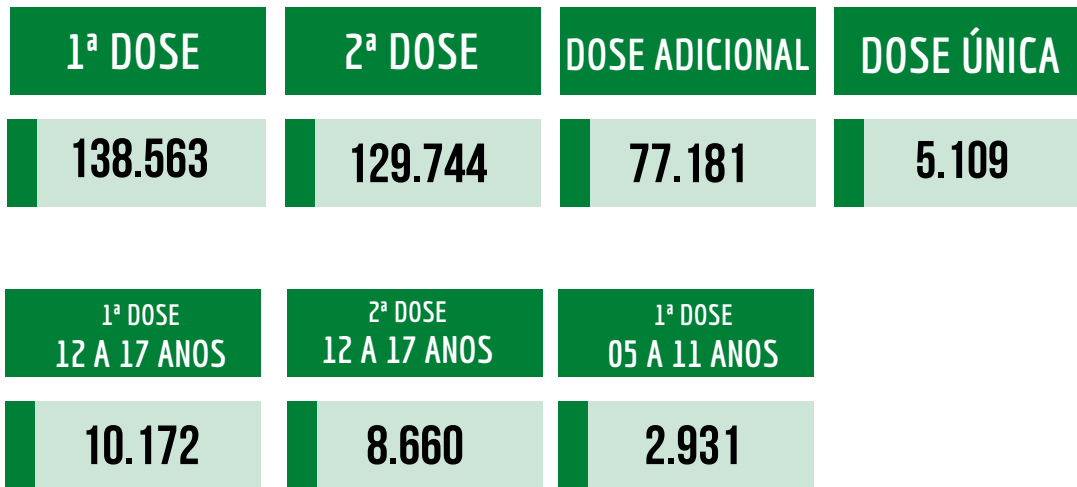 1ª DOSE
2ª DOSE
DOSE ADICIONAL
DOSE ÚNICA
138.563
129.744
77.181
5.109
1ª DOSE
12 A 17 ANOS
2ª DOSE
12 A 17 ANOS
1ª DOSE
05 A 11 ANOS
10.172
8.660
2.931